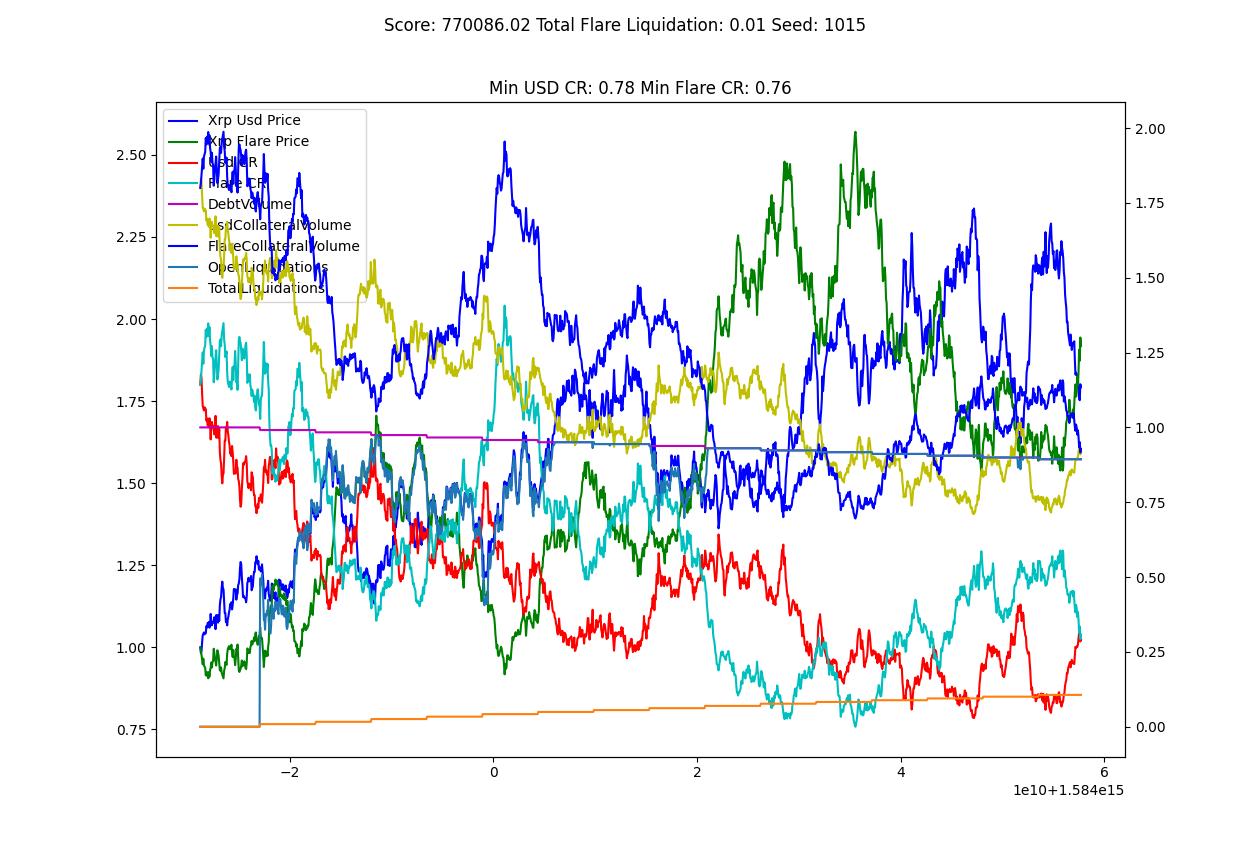 Score: 770086.02 Total Flare Liquidation: 0.01 Seed: 1015
Min USD CR: 0.78 Min Flare CR: 0.76
Xrp Usd Price
Xrp Flare Price
Usd CR
Flare CR
DebtVolume
UsdCollateralVolume
FlareCollateralVolume
OpenLiquidations
TotalLiquidations
2.50
2.25
2.00
1.75
1.50
1.25
1.00
0.75
2.00
1.75
1.50
1.25
1.00
0.75
0.50
0.25
0.00
−2 0 2 4 6
1e10+1.584e15